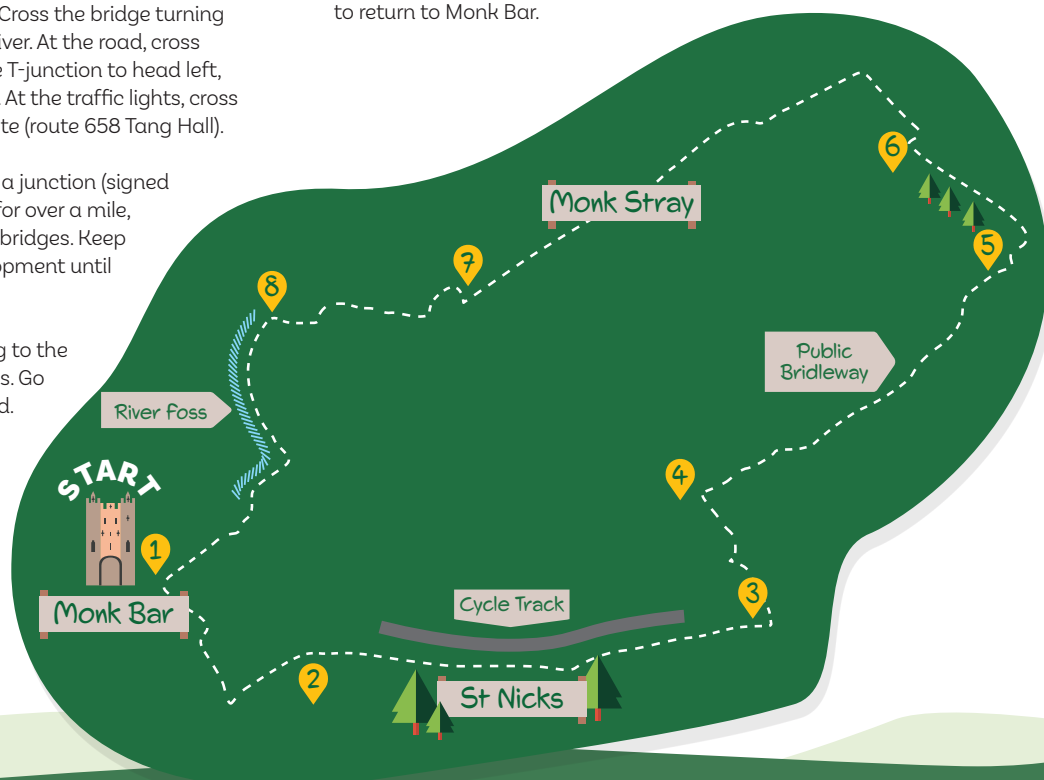 Cross the bridge turning
iver. At the road, cross
e T-junction to head left,
. At the traffic lights, cross
te (route 658 Tang Hall).
a junction (signed
for over a mile,
bridges. Keep
opment until
g to the
s. Go
d.
to return to Monk Bar.
6
Monk Stray
5
7
8
Public
Bridleway
River Foss
4
START
1
3
Cycle Track
Monk Bar
2
St Nicks